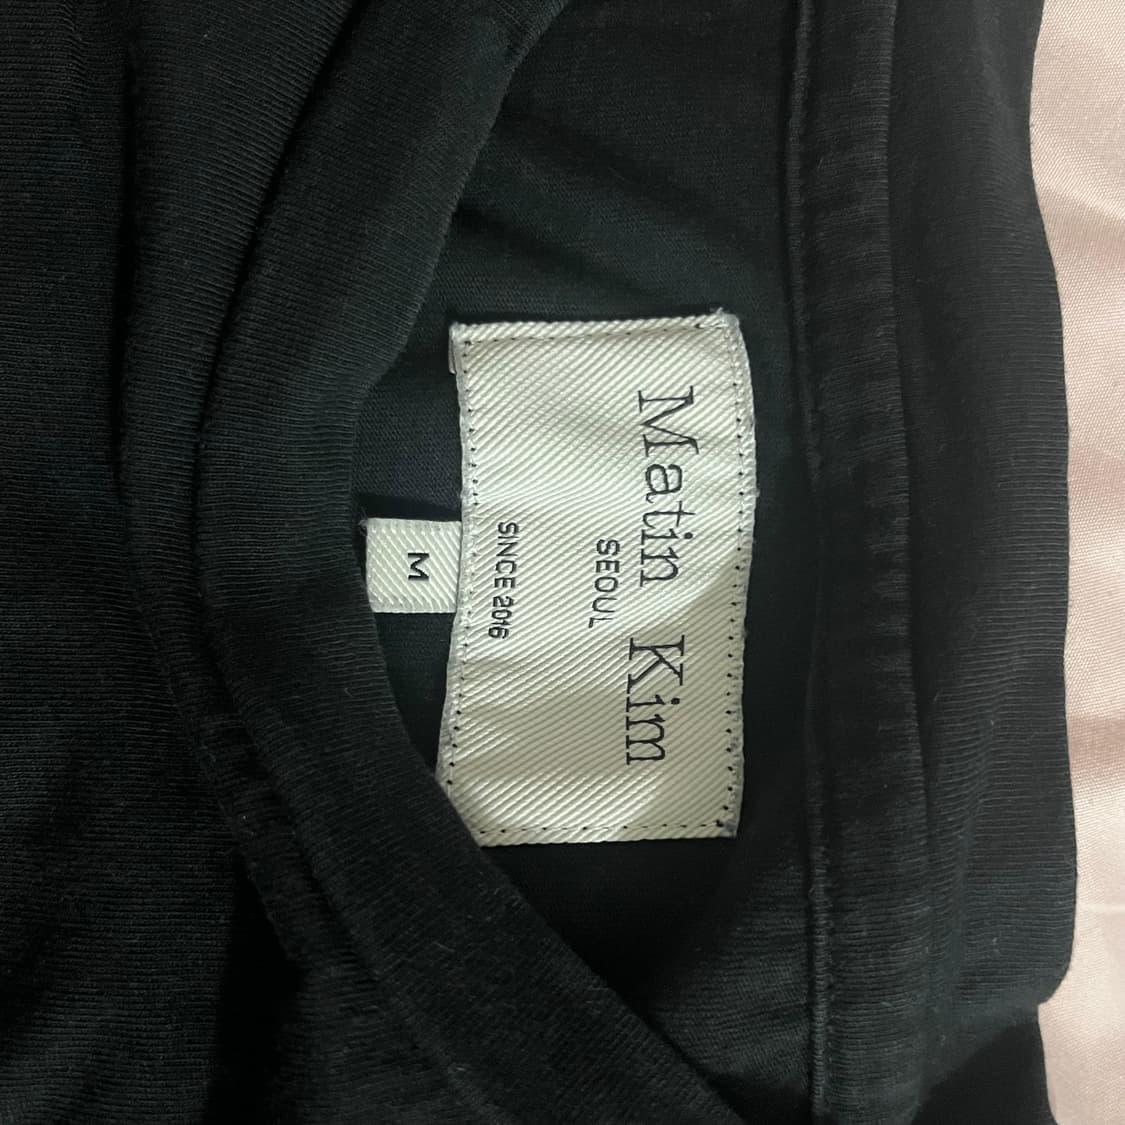 Matin Kim
SEOUL
SINCE 2016
M